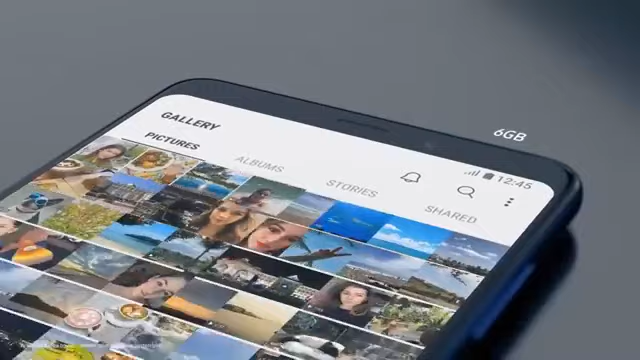 6GB
12:45
GALLERY
PICTURES
ALBUMS
STORIES
SHARED